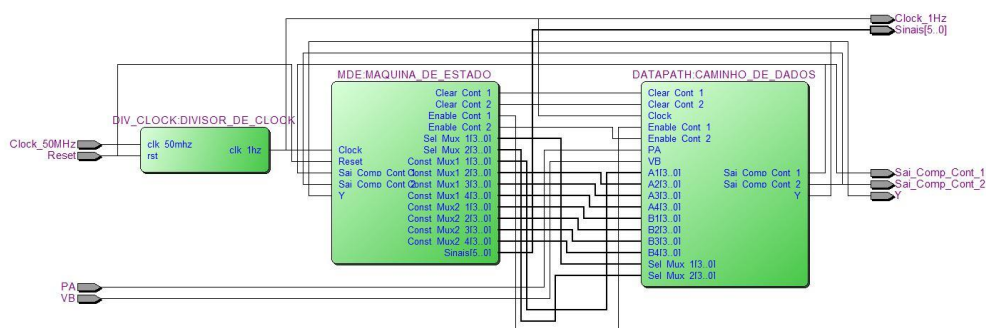 Clock_1Hz
Sinais[5..0]
MDE:MAQUINA_DE_ESTADO
DATAPATH:CAMINHO_DE_DADOS
Clear Cont 1
Clear Cont 2
Enable Cont 1
Enable Cont 2
Sel Mux 1[3..0]
Clock
Sel Mux 2[3..0]
Reset
Const Mux1 1[3..0]
Sai Comp Cont 1
Const Mux1 2[3..0]
Sai Comp Cont 2
Const Mux1 3[3..0]
Y
Const Mux1 4[3..0]
Const Mux2 1[3..0]
Const Mux2 2[3..0]
Const Mux2 3[3..0]
Const Mux2 4[3..0]
Sinais[5..0]
Clear Cont 1
Clear Cont 2
Clock
Enable Cont 1
Enable Cont 2
PA
VB
A1[3..0]
Sai Comp Cont 1
A2[3..0]
Sai Comp Cont 2
A3[3..0]
Y
A4[3..0]
B1[3..0]
B2[3..0]
B3[3..0]
B4[3..0]
Sel Mux 1[3..0]
Sel Mux 2[3..0]
DIV_CLOCK:DIVISOR_DE_CLOCK
Clock_50MHz
Reset
clk 50mhz
rst
clk 1hz
Sai_Comp_Cont_1
Sai_Comp_Cont_2
Y
PA
VB